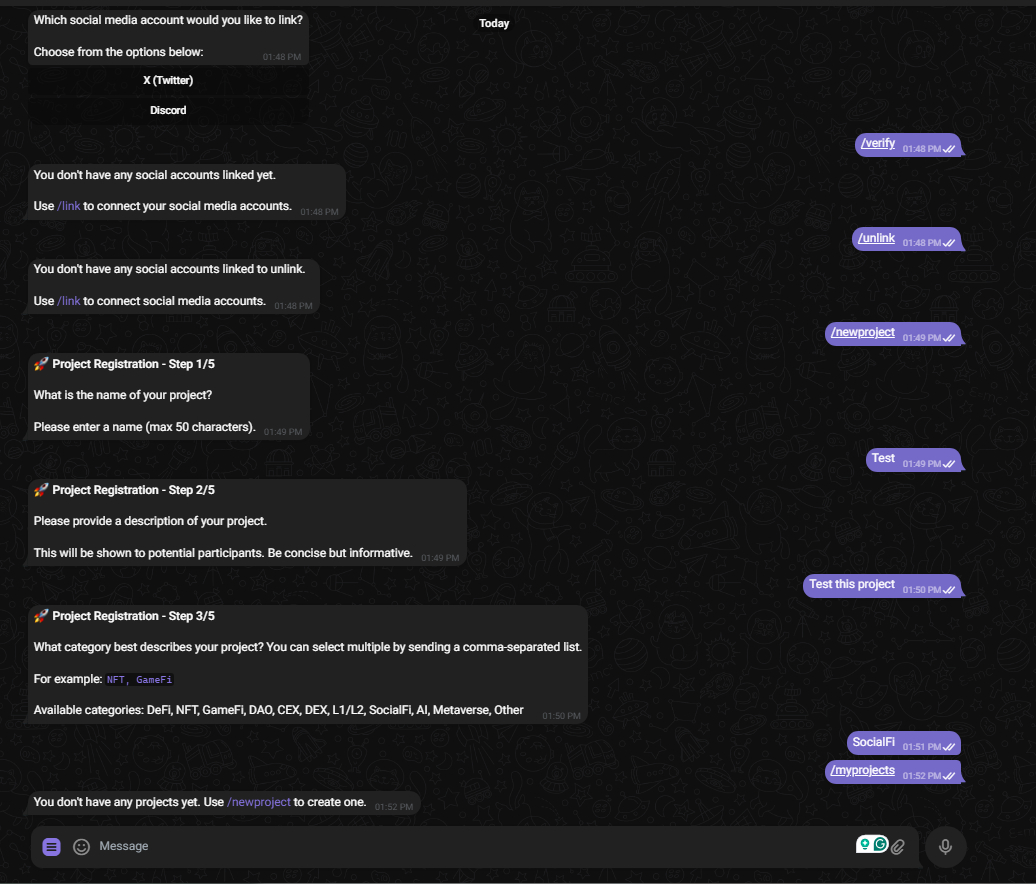 Which social media account would you like to link?
Today
Choose from the options below:
01:48 PM
X (Twitter)
Discord
/verify 01:48 PM
You don't have any social accounts linked yet.
Use /link to connect your social media accounts. 01:48 PM
/unlink 01:48 PM
You don't have any social accounts linked to unlink.
Use /link to connect social media accounts. 01:48 PM
/newproject 01:49 PM
🚀 Project Registration - Step 1/5
What is the name of your project?
Please enter a name (max 50 characters). 01:49 PM
Test 01:49 PM
🚀 Project Registration - Step 2/5
Please provide a description of your project.
This will be shown to potential participants. Be concise but informative. 01:49 PM
Test this project 01:50 PM
🚀 Project Registration - Step 3/5
What category best describes your project? You can select multiple by sending a comma-separated list.
For example: NFT, GameFi
Available categories: DeFi, NFT, GameFi, DAO, CEX, DEX, L1/L2, SocialFi, AI, Metaverse, Other 01:50 PM
SocialFi 01:51 PM
/myprojects 01:52 PM
You don't have any projects yet. Use /newproject to create one. 01:52 PM
Message